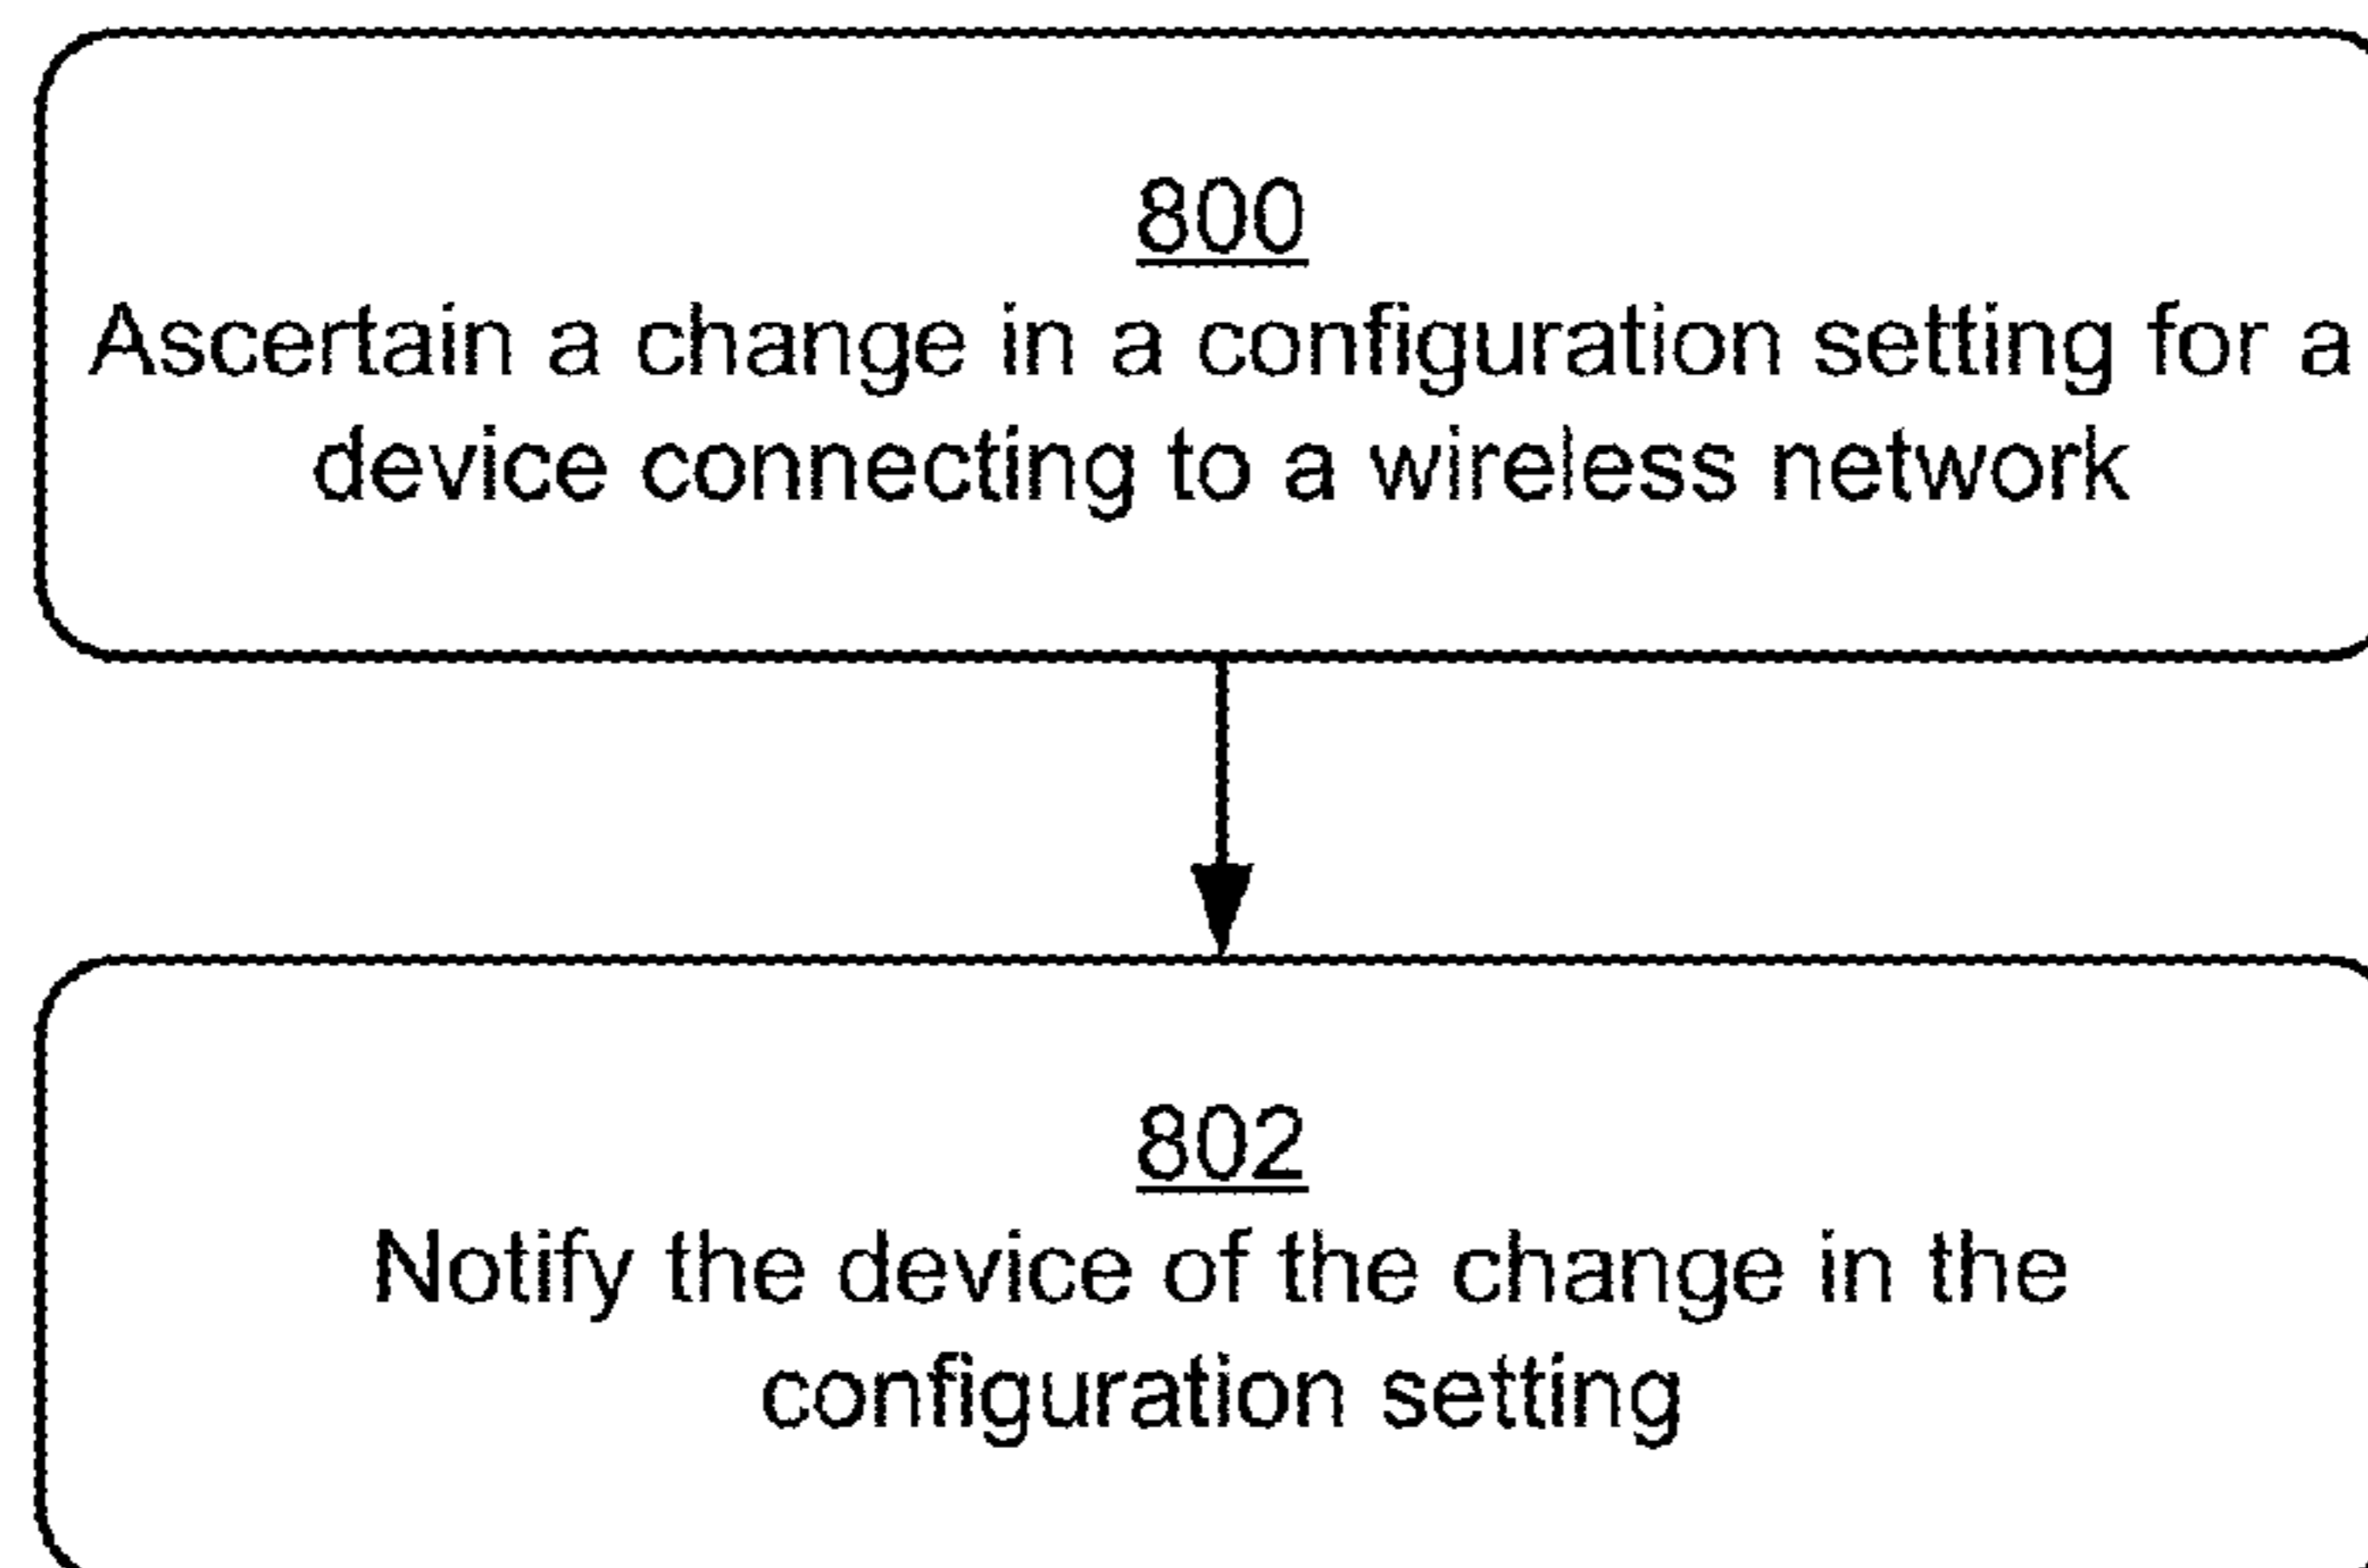 800
Ascertain a change in a configuration setting for a
device connecting to a wireless network
802
Notify the device of the change in the
configuration setting